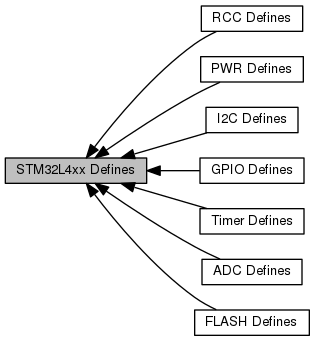 RCC Defines
PWR Defines
I2C Defines
STM32L4xx Defines
GPIO Defines
Timer Defines
ADC Defines
FLASH Defines